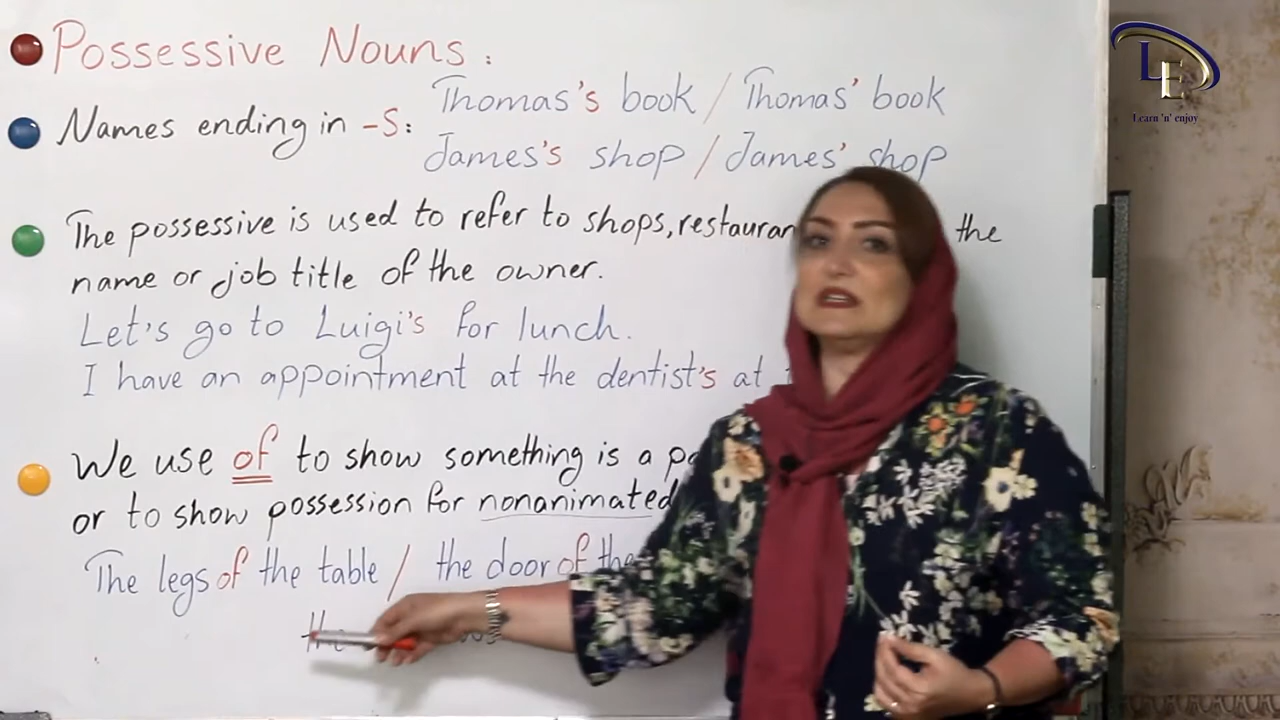 Possessive Nouns:
Names ending in -S:
Thomas's book / Thomas' book
James's shop / James' shop
The possessive is used to refer to shops, the
name or job title of the owner.
Let's go to Luigi's for lunch.
I have an appointment at the dentist's at
We use of to show something is a
or to show possession for nonanimated
The legs of the table / the door of the
the
LE
Learn 'n' enjoy